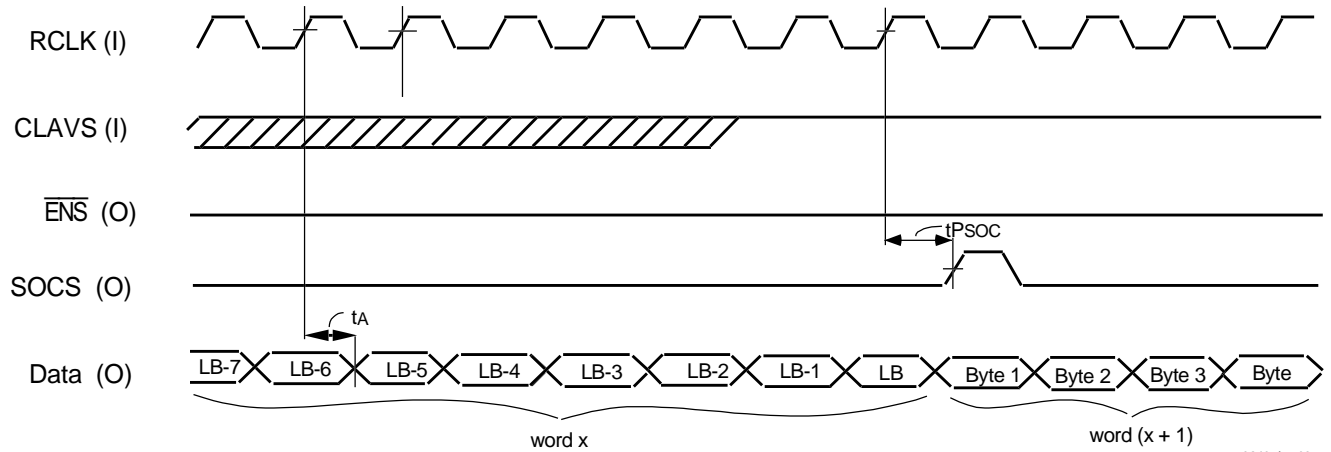 RCLK (I)
CLAVS (I)
ENS (O)
tPSOC
SOCS (O)
tA
Data (O)
LB-7 LB-6 LB-5 LB-4 LB-3 LB-2 LB-1 LB Byte 1 Byte 2 Byte 3 Byte
word x
word (x + 1)